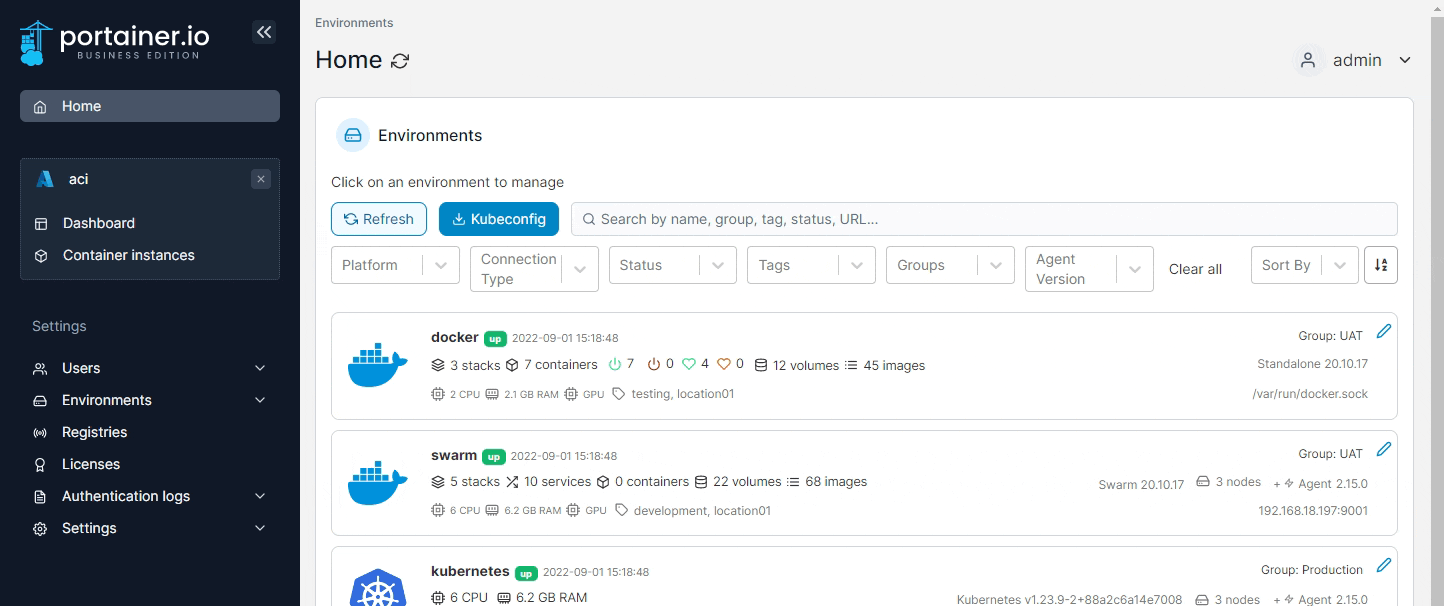 portainer.io
BUSINESS EDITION
Home
aci
Dashboard
Container instances
Settings
Users
Environments
Registries
Licenses
Authentication logs
Settings
Environments
Home
admin
Environments
Click on an environment to manage
Refresh Kubeconfig Search by name, group, tag, status, URL...
Platform Connection Type Status Tags Groups Agent Version Clear all Sort By
docker up 2022-09-01 15:18:48 Group: UAT
3 stacks 7 containers 7 0 4 0 12 volumes 45 images Standalone 20.10.17
2 CPU 2.1 GB RAM GPU testing, location01 /var/run/docker.sock
swarm up 2022-09-01 15:18:48 Group: UAT
5 stacks 10 services 0 containers 22 volumes 68 images Swarm 20.10.17 3 nodes + Agent 2.15.0
6 CPU 6.2 GB RAM GPU development, location01 192.168.18.197:9001
kubernetes up 2022-09-01 15:18:48 Group: Production
6 CPU 6.2 GB RAM Kubernetes v1.23.9-2+88a2c6a14e7008 3 nodes + Agent 2.15.0